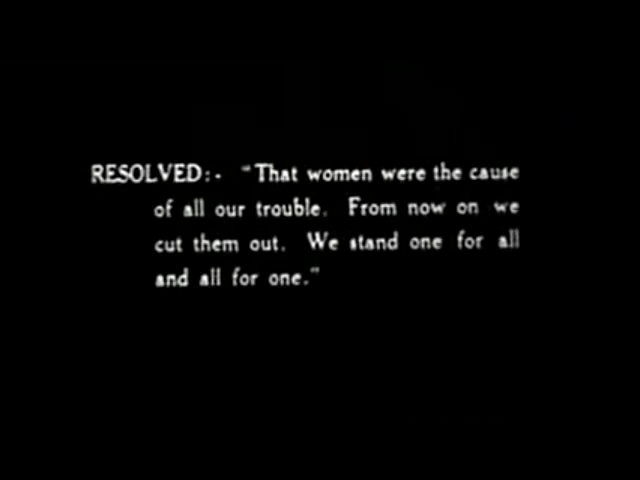 RESOLVED:- "That women were the cause
of all our trouble. From now on we
cut them out. We stand one for all
and all for one."